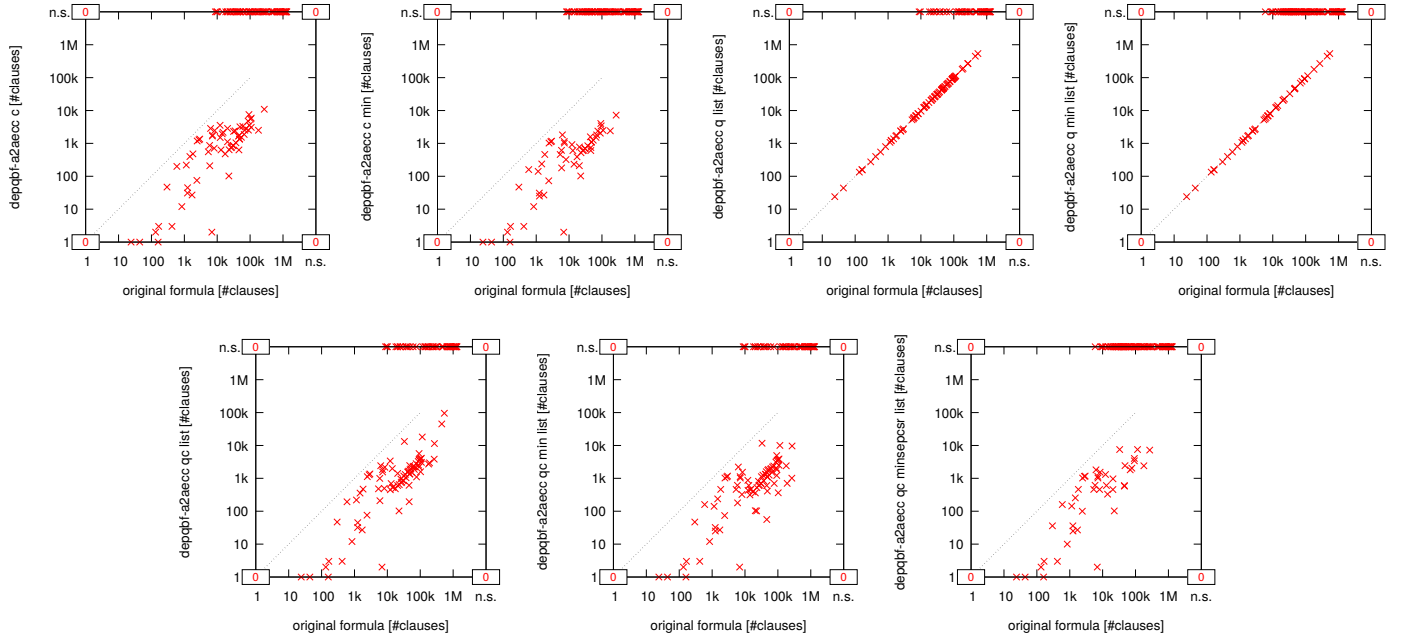 depqbf-a2aecc c [#clauses]
n.s.
1M
100k
10k
1k
100
10
1
0
0
0
0
1 10 100 1k 10k 100k 1M n.s.
original formula [#clauses]
depqbf-a2aecc c min [#clauses]
n.s.
1M
100k
10k
1k
100
10
1
0
0
0
0
1 10 100 1k 10k 100k 1M n.s.
original formula [#clauses]
depqbf-a2aecc q list [#clauses]
n.s.
1M
100k
10k
1k
100
10
1
0
0
0
0
1 10 100 1k 10k 100k 1M n.s.
original formula [#clauses]
depqbf-a2aecc q min list [#clauses]
n.s.
1M
100k
10k
1k
100
10
1
0
0
0
0
1 10 100 1k 10k 100k 1M n.s.
original formula [#clauses]
depqbf-a2aecc qc list [#clauses]
n.s.
1M
100k
10k
1k
100
10
1
0
0
0
0
1 10 100 1k 10k 100k 1M n.s.
original formula [#clauses]
depqbf-a2aecc qc min list [#clauses]
n.s.
1M
100k
10k
1k
100
10
1
0
0
0
0
1 10 100 1k 10k 100k 1M n.s.
original formula [#clauses]
depqbf-a2aecc qc minsepcsr list [#clauses]
n.s.
1M
100k
10k
1k
100
10
1
0
0
0
0
1 10 100 1k 10k 100k 1M n.s.
original formula [#clauses]